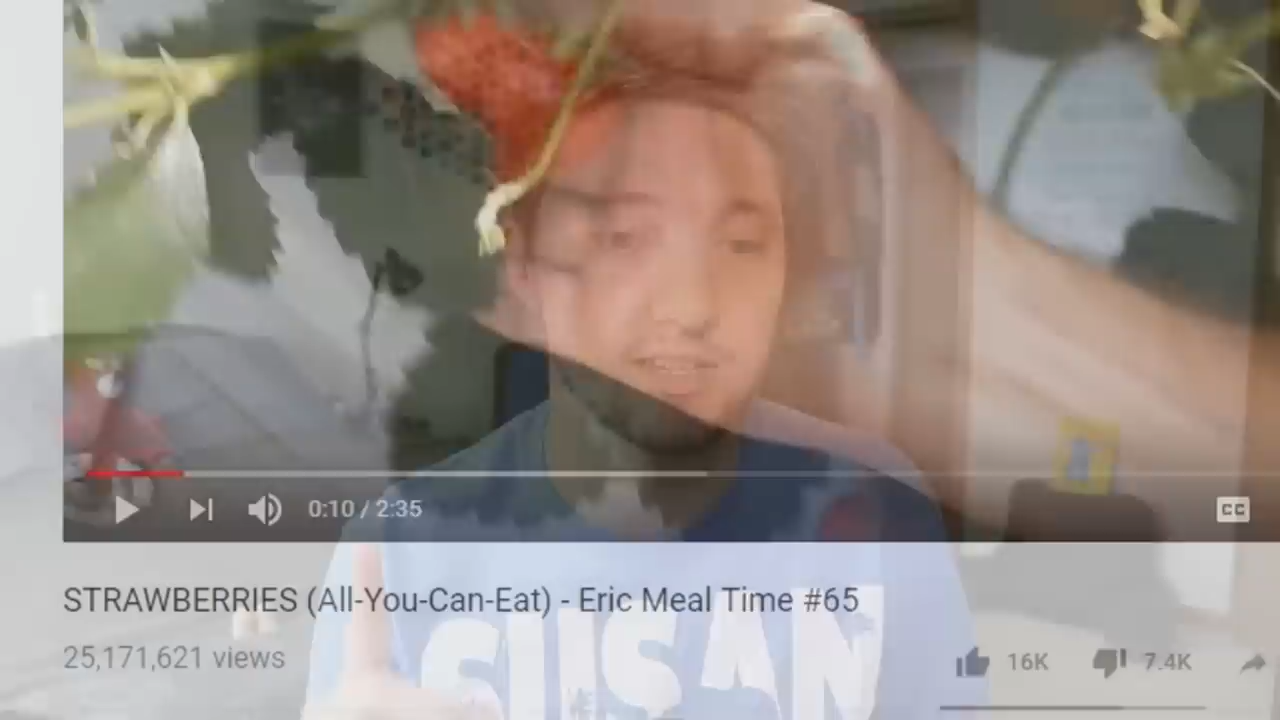 0:10 / 2:35
CC
STRAWBERRIES (All-You-Can-Eat) - Eric Meal Time #65
25,171,621 views
16K
7.4K
SUSAN